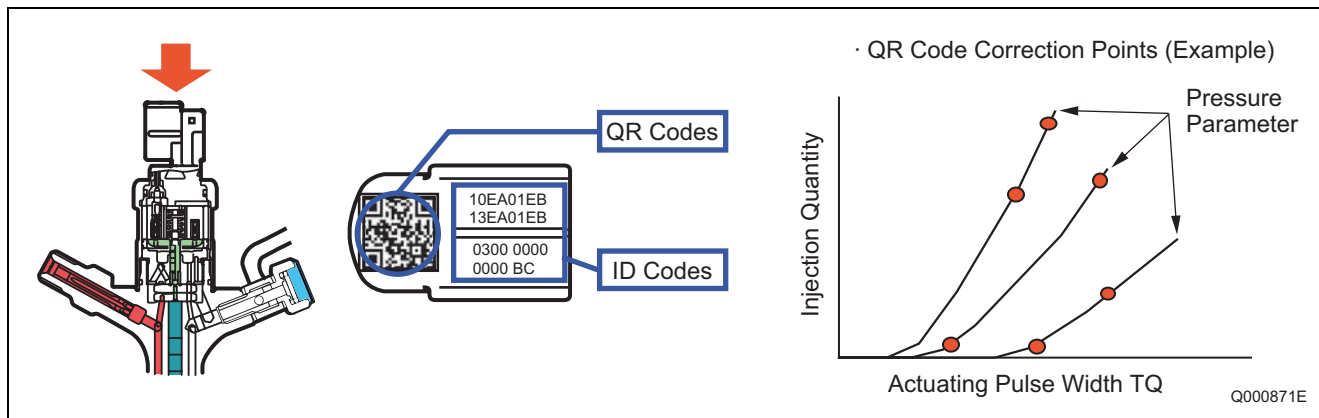 QR Codes
10EA01EB
13EA01EB
0300 0000
0000 BC
ID Codes
· QR Code Correction Points (Example)
Pressure
Parameter
Injection Quantity
Actuating Pulse Width TQ
Q000871E